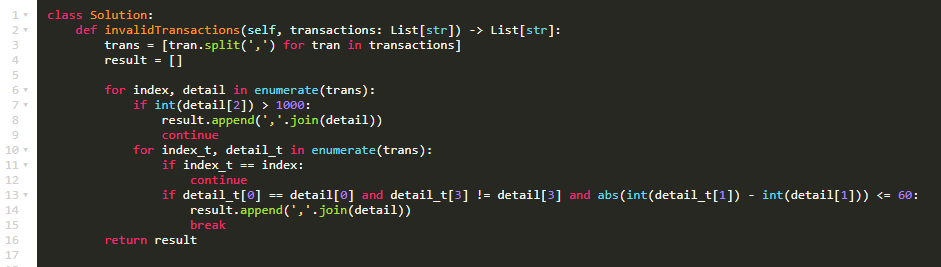 1 class Solution:
2     def invalidTransactions(self, transactions: List[str]) -> List[str]:
3         trans = [tran.split(',') for tran in transactions]
4         result = []
5
6         for index, detail in enumerate(trans):
7             if int(detail[2]) > 1000:
8                 result.append(','.join(detail))
9                 continue
10             for index_t, detail_t in enumerate(trans):
11                 if index_t == index:
12                     continue
13                 if detail_t[0] == detail[0] and detail_t[3] != detail[3] and abs(int(detail_t[1]) - int(detail[1])) <= 60:
14                     result.append(','.join(detail))
15                     break
16         return result
17